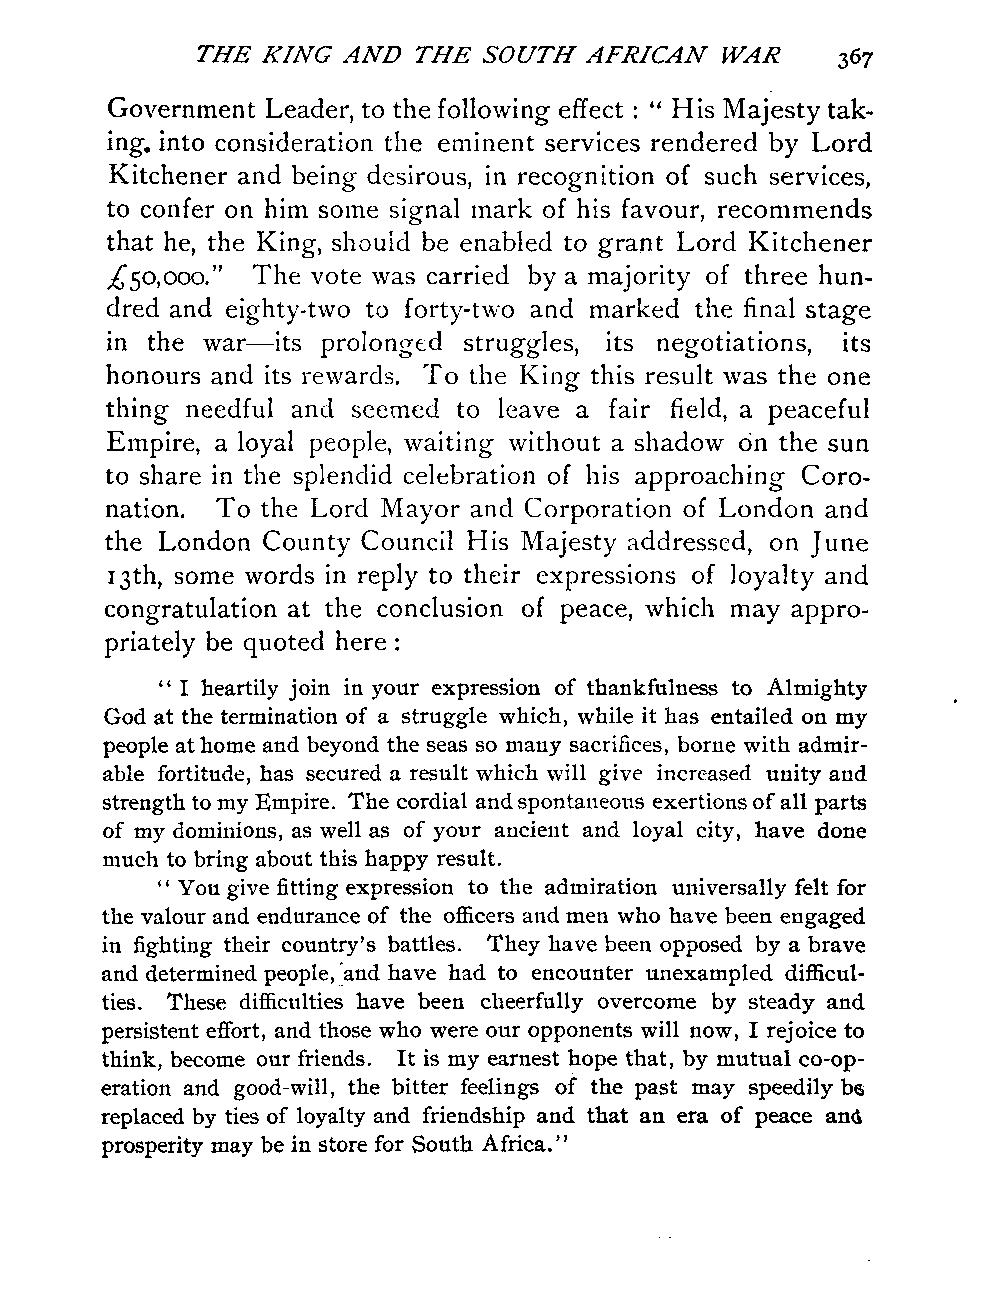 THE KING AND THE SOUTH AFRICAN WAR 367
Government Leader, to the following effect : “ His Majesty tak-
ing. into consideration the eminent services rendered by Lord
Kitchener and being desirous, in recognition of such services,
to confer on him some signal mark of his favour, recommends
that he, the King, should be enabled to grant Lord Kitchener
£50,000.” The vote was carried by a majority of three hun-
dred and eighty-two to forty-two and marked the final stage
in the war—its prolonged struggles, its negotiations, its
honours and its rewards. To the King this result was the one
thing needful and seemed to leave a fair field, a peaceful
Empire, a loyal people, waiting without a shadow on the sun
to share in the splendid celebration of his approaching Coro-
nation. To the Lord Mayor and Corporation of London and
the London County Council His Majesty addressed, on June
13th, some words in reply to their expressions of loyalty and
congratulation at the conclusion of peace, which may appro-
priately be quoted here :
“ I heartily join in your expression of thankfulness to Almighty
God at the termination of a struggle which, while it has entailed on my
people at home and beyond the seas so many sacrifices, borne with admir-
able fortitude, has secured a result which will give increased unity and
strength to my Empire. The cordial and spontaneous exertions of all parts
of my dominions, as well as of your ancient and loyal city, have done
much to bring about this happy result.
“ You give fitting expression to the admiration universally felt for
the valour and endurance of the officers and men who have been engaged
in fighting their country’s battles. They have been opposed by a brave
and determined people, and have had to encounter unexampled difficul-
ties. These difficulties have been cheerfully overcome by steady and
persistent effort, and those who were our opponents will now, I rejoice to
think, become our friends. It is my earnest hope that, by mutual co-op-
eration and good-will, the bitter feelings of the past may speedily be
replaced by ties of loyalty and friendship and that an era of peace and
prosperity may be in store for South Africa.”